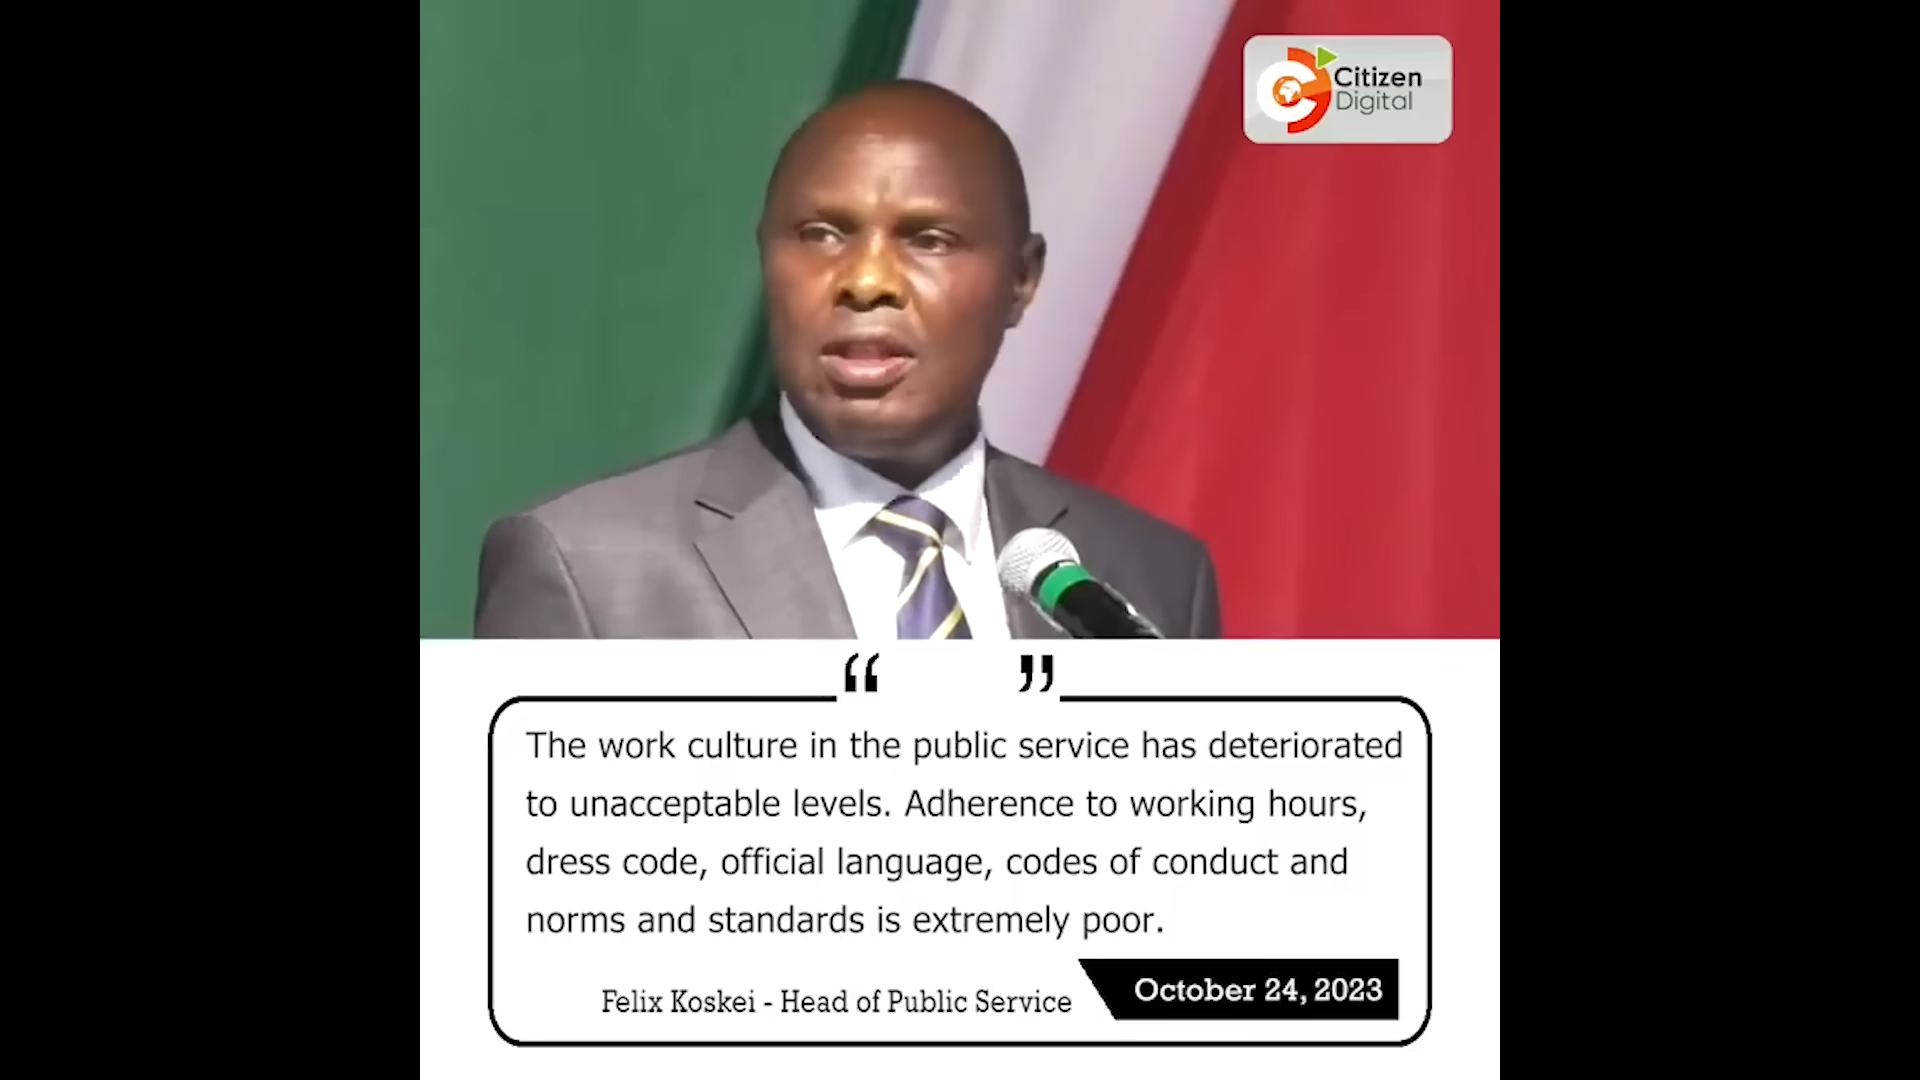 Citizen
Digital
“ ”
The work culture in the public service has deteriorated
to unacceptable levels. Adherence to working hours,
dress code, official language, codes of conduct and
norms and standards is extremely poor.
Felix Koskei - Head of Public Service
October 24, 2023